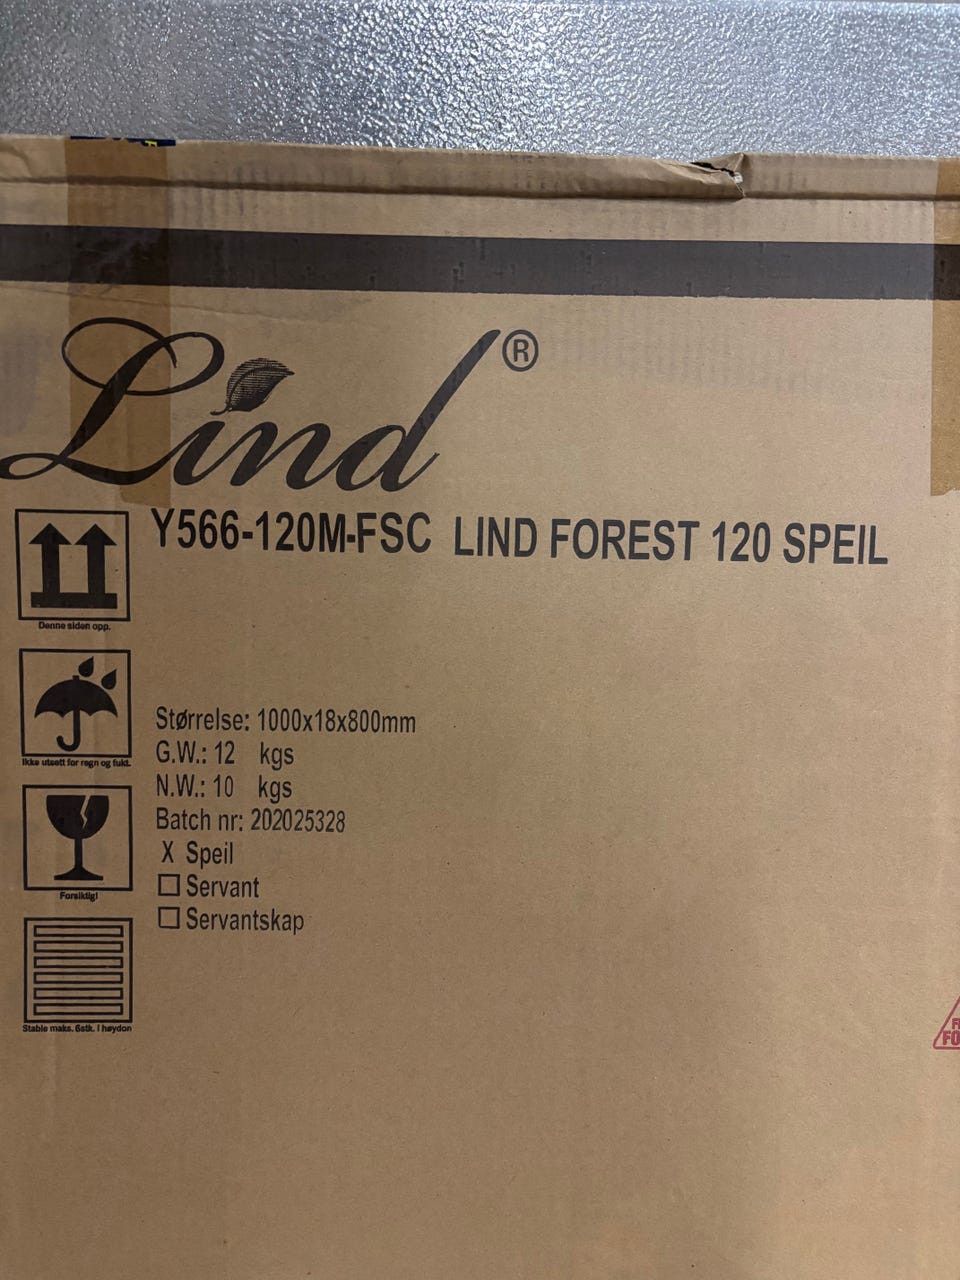 Lind®
Y566-120M-FSC LIND FOREST 120 SPEIL
Denne siden opp.
Ikke utsett for regn og fukt.
Forsiktig!
Stable maks. 6stk. i høyden
Størrelse: 1000x18x800mm
G.W.: 12 kgs
N.W.: 10 kgs
Batch nr: 202025328
X Speil
Servant
Servantskap